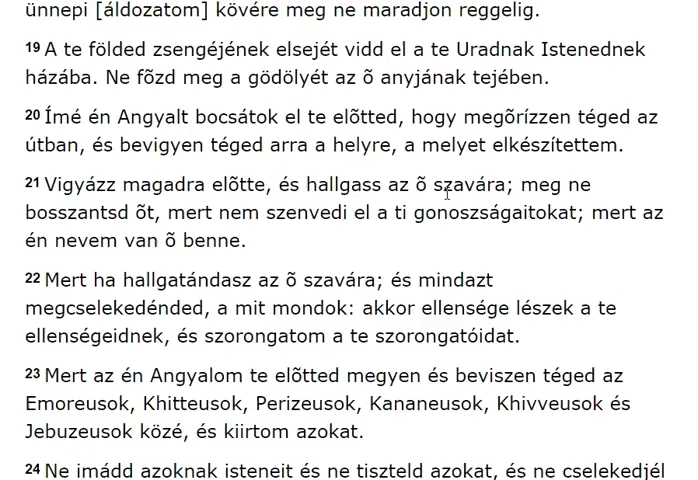 ünnepi [áldozatom] kövére meg ne maradjon reggelig.
19 A te földed zsengéjének elsejét vidd el a te Uradnak Istenednek
házába. Ne fõzd meg a gödölyét az õ anyjának tejében.
20 Ímé én Angyalt bocsátok el te elõtted, hogy megõrízzen téged az
útban, és bevigyen téged arra a helyre, a melyet elkészítettem.
21 Vigyázz magadra elõtte, és hallgass az õ szavára; meg ne
bosszantsd õt, mert nem szenvedi el a ti gonoszságaitokat; mert az
én nevem van õ benne.
22 Mert ha hallgatándasz az õ szavára; és mindazt
megcselekedénded, a mit mondok: akkor ellensége lészek a te
ellenségeidnek, és szorongatom a te szorongatóidat.
23 Mert az én Angyalom te elõtted megyen és beviszen téged az
Emoreusok, Khitteusok, Perizeusok, Kananeusok, Khivveusok és
Jebuzeusok közé, és kiirtom azokat.
24 Ne imádd azoknak isteneit és ne tiszteld azokat, és ne cselekedjél